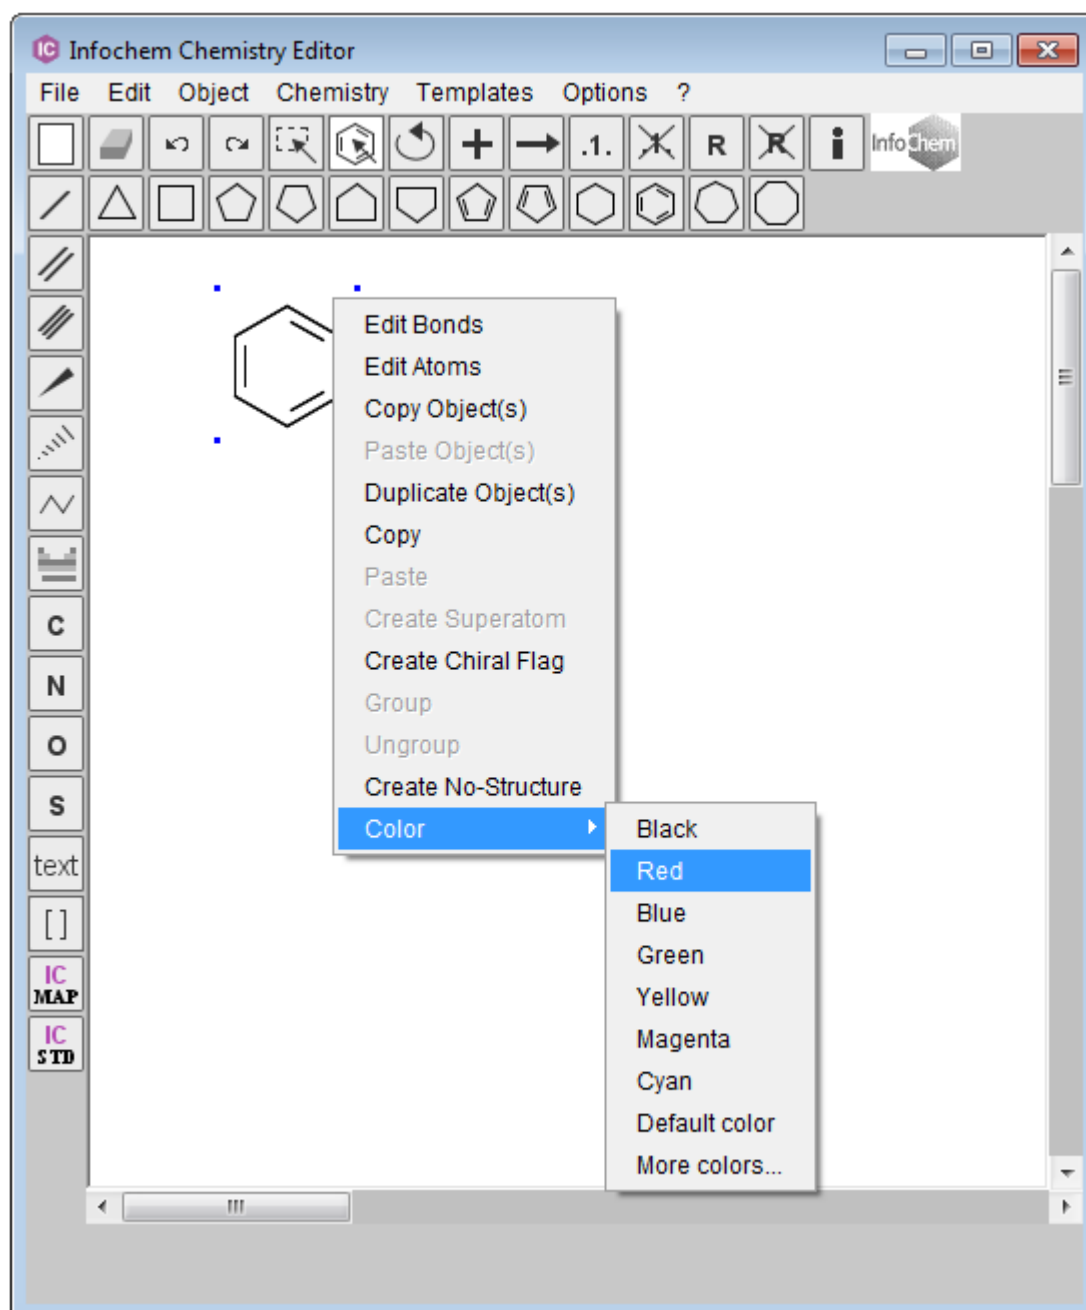 IC Infochem Chemistry Editor
File Edit Object Chemistry Templates Options ?
.1. 1 R R i InfoChem
Edit Bonds
Edit Atoms
Copy Object(s)
Paste Object(s)
Duplicate Object(s)
Copy
Paste
Create Superatom
Create Chiral Flag
Group
Ungroup
Create No-Structure
Color
Black
Red
Blue
Green
Yellow
Magenta
Cyan
Default color
More colors...
C
N
O
S
text
[ ]
IC
MAP
IC
STD